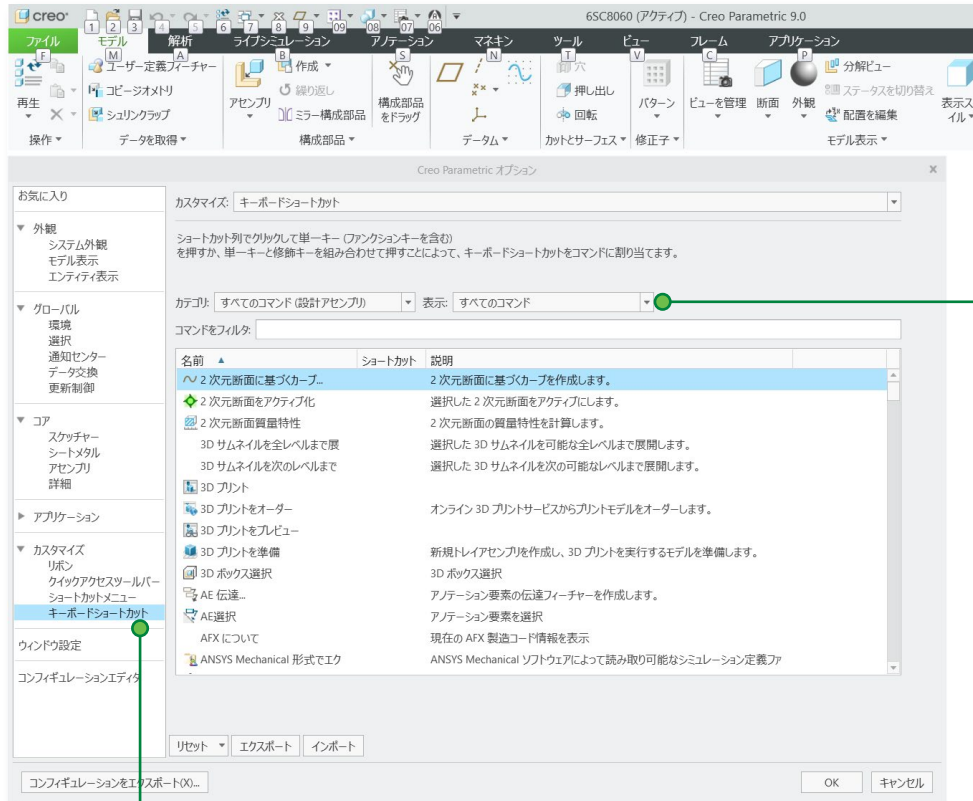 creo 6SC8060 (アクティブ) - Creo Parametric 9.0
1 2 3 4 5 6 7 8 9 09 08 07 06
ファイル モデル 解析 ライブシミュレーション アノテーション マネキン ツール ビュー フレーム アプリケーション
F M A B S N T V C P
再生
操作
ユーザー定義フィーチャー
コピージオメトリ
シュリンクラップ
データを取得
アセンブリ
作成
繰り返し
ミラー構成部品
構成部品をドラッグ
構成部品
データム
穴
押し出し
回転
カットとサーフェス
パターン
修正子
ビューを管理
断面
外観
分解ビュー
ステータスを切り替え
配置を編集
モデル表示
表示ス
イル
Creo Parametric オプション
お気に入り
外観
システム外観
モデル表示
エンティティ表示
グローバル
環境
選択
通知センター
データ交換
更新制御
コア
スケッチャー
シートメタル
アセンブリ
詳細
アプリケーション
カスタマイズ
リボン
クイックアクセスツールバー
ショートカットメニュー
キーボードショートカット
ウィンドウ設定
コンフィギュレーションエディタ
カスタマイズ: キーボードショートカット
ショートカット列でクリックして単一キー (ファンクションキーを含む)
を押すか、単一キーと修飾キーを組み合わせて押すことによって、キーボードショートカットをコマンドに割り当てます。
カテゴリ: すべてのコマンド (設計アセンブリ) 表示: すべてのコマンド
コマンドをフィルタ:
名前 ショートカット 説明
2 次元断面に基づくカーブ... 2 次元断面に基づくカーブを作成します。
2 次元断面をアクティブ化 選択した 2 次元断面をアクティブにします。
2 次元断面質量特性 2 次元断面の質量特性を計算します。
3D サムネイルを全レベルまで展 選択した 3D サムネイルを可能な全レベルまで展開します。
3D サムネイルを次のレベルまで 選択した 3D サムネイルを次の可能なレベルまで展開します。
3D プリント
3D プリントをオーダー オンライン 3D プリントサービスからプリントモデルをオーダーします。
3D プリントをプレビュー
3D プリントを準備 新規トレイアセンブリを作成し、3D プリントを実行するモデルを準備します。
3D ボックス選択 3D ボックス選択
AE 伝達... アノテーション要素の伝達フィーチャーを作成します。
AE選択 アノテーション要素を選択
AFX について 現在の AFX 製造コード情報を表示
ANSYS Mechanical 形式でエク ANSYS Mechanical ソフトウェアによって読み取り可能なシミュレーション定義ファ
リセット エクスポート インポート
コンフィギュレーションをエクスポート(X)... OK キャンセル